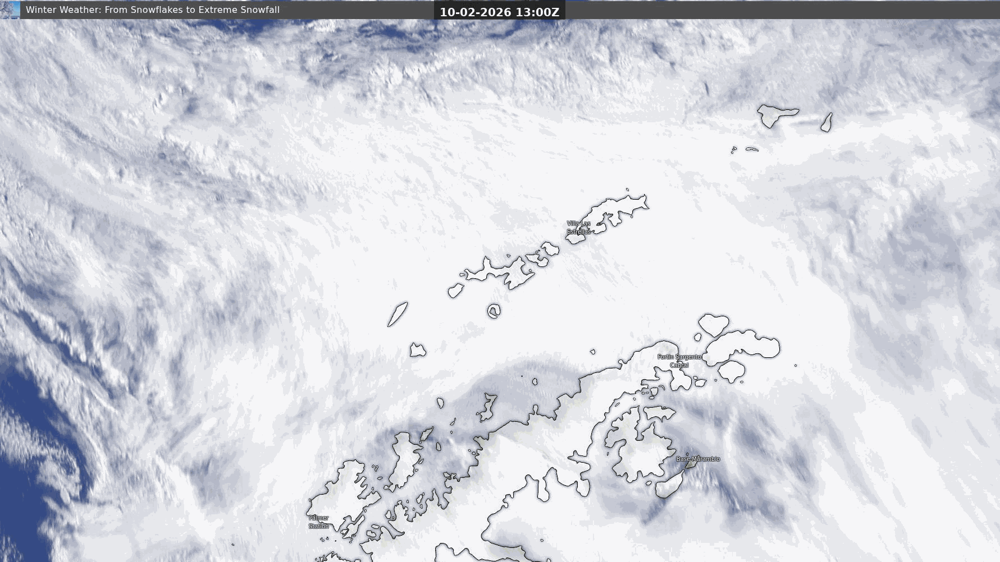 Winter Weather: From Snowflakes to Extreme Snowfall
10-02-2026 13:00Z
Villa Las
Estrellas
Fortín Sargento
Cabral
Base Marambio
Palmer
Station